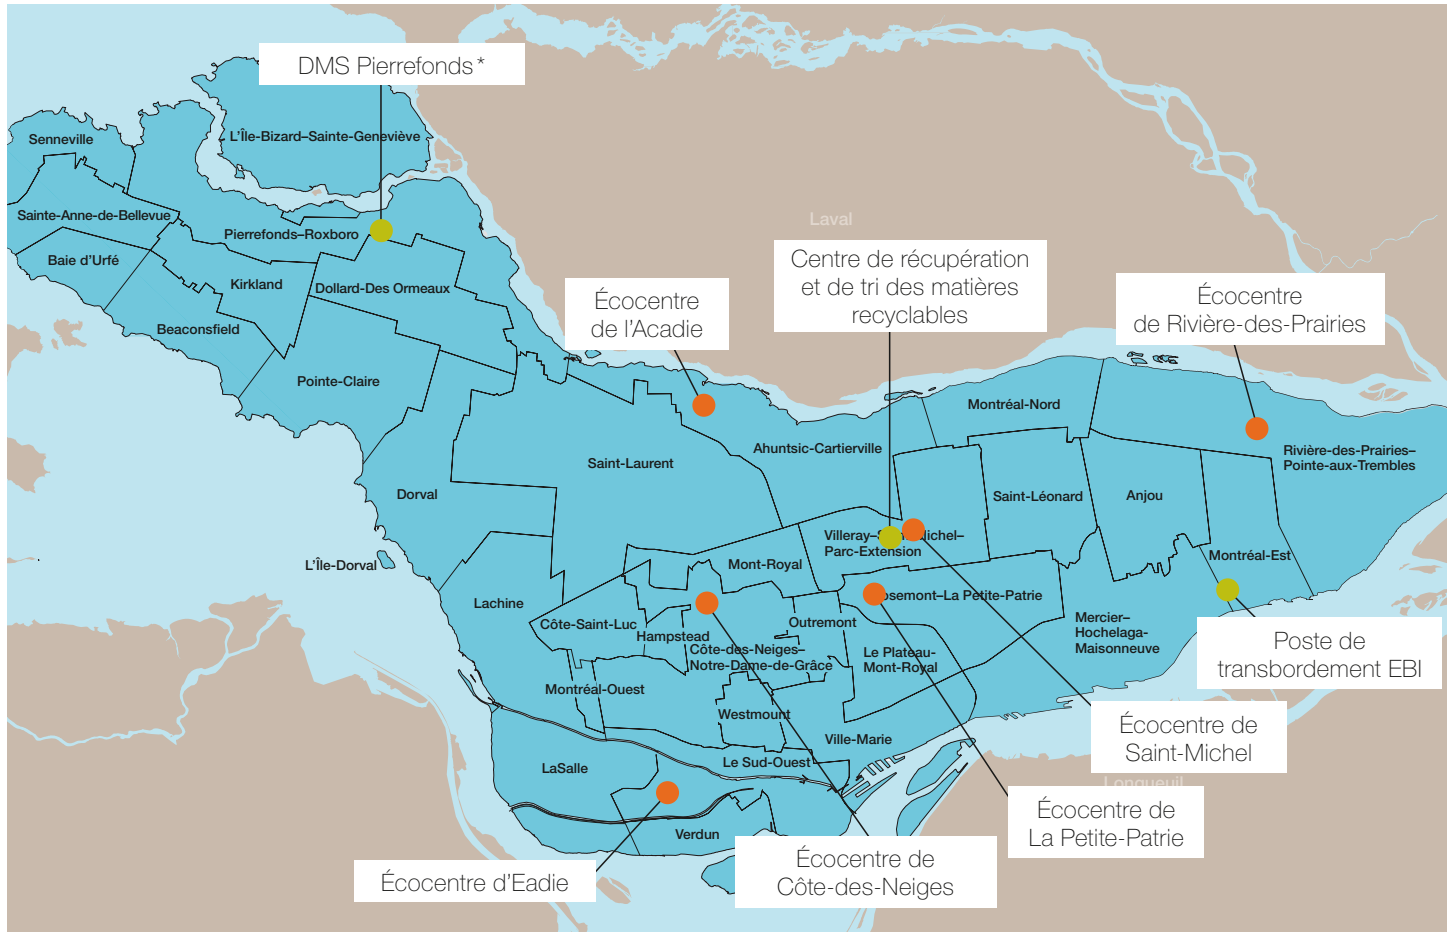 DMS Pierrefonds*
Senneville
L'Île-Bizard–Sainte-Geneviève
Sainte-Anne-de-Bellevue
Pierrefonds–Roxboro
Laval
Baie d'Urfé
Kirkland
Dollard-Des Ormeaux
Beaconsfield
Écocentre
de l'Acadie
Centre de récupération
et de tri des matières
recyclables
Écocentre
de Rivière-des-Prairies
Pointe-Claire
Montréal-Nord
Ahuntsic-Cartierville
Saint-Laurent
Rivière-des-Prairies–
Pointe-aux-Trembles
Dorval
Saint-Léonard
Anjou
Villeray–S
ichel–
Parc-Extension
Montréal-Est
L'Île-Dorval
Mont-Royal
Lachine
osemont–La Petite-Patrie
Côte-Saint-Luc
Hampstead
Outremont
Mercier–
Hochelaga-
Maisonneuve
Côte-des-Neiges–
Notre-Dame-de-Grâce
Le Plateau-
Mont-Royal
Poste de
transbordement EBI
Montréal-Ouest
Westmount
Ville-Marie
Écocentre de
Saint-Michel
LaSalle
Le Sud-Ouest
Longueuil
Écocentre de
La Petite-Patrie
Verdun
Écocentre de
Côte-des-Neiges
Écocentre d'Eadie